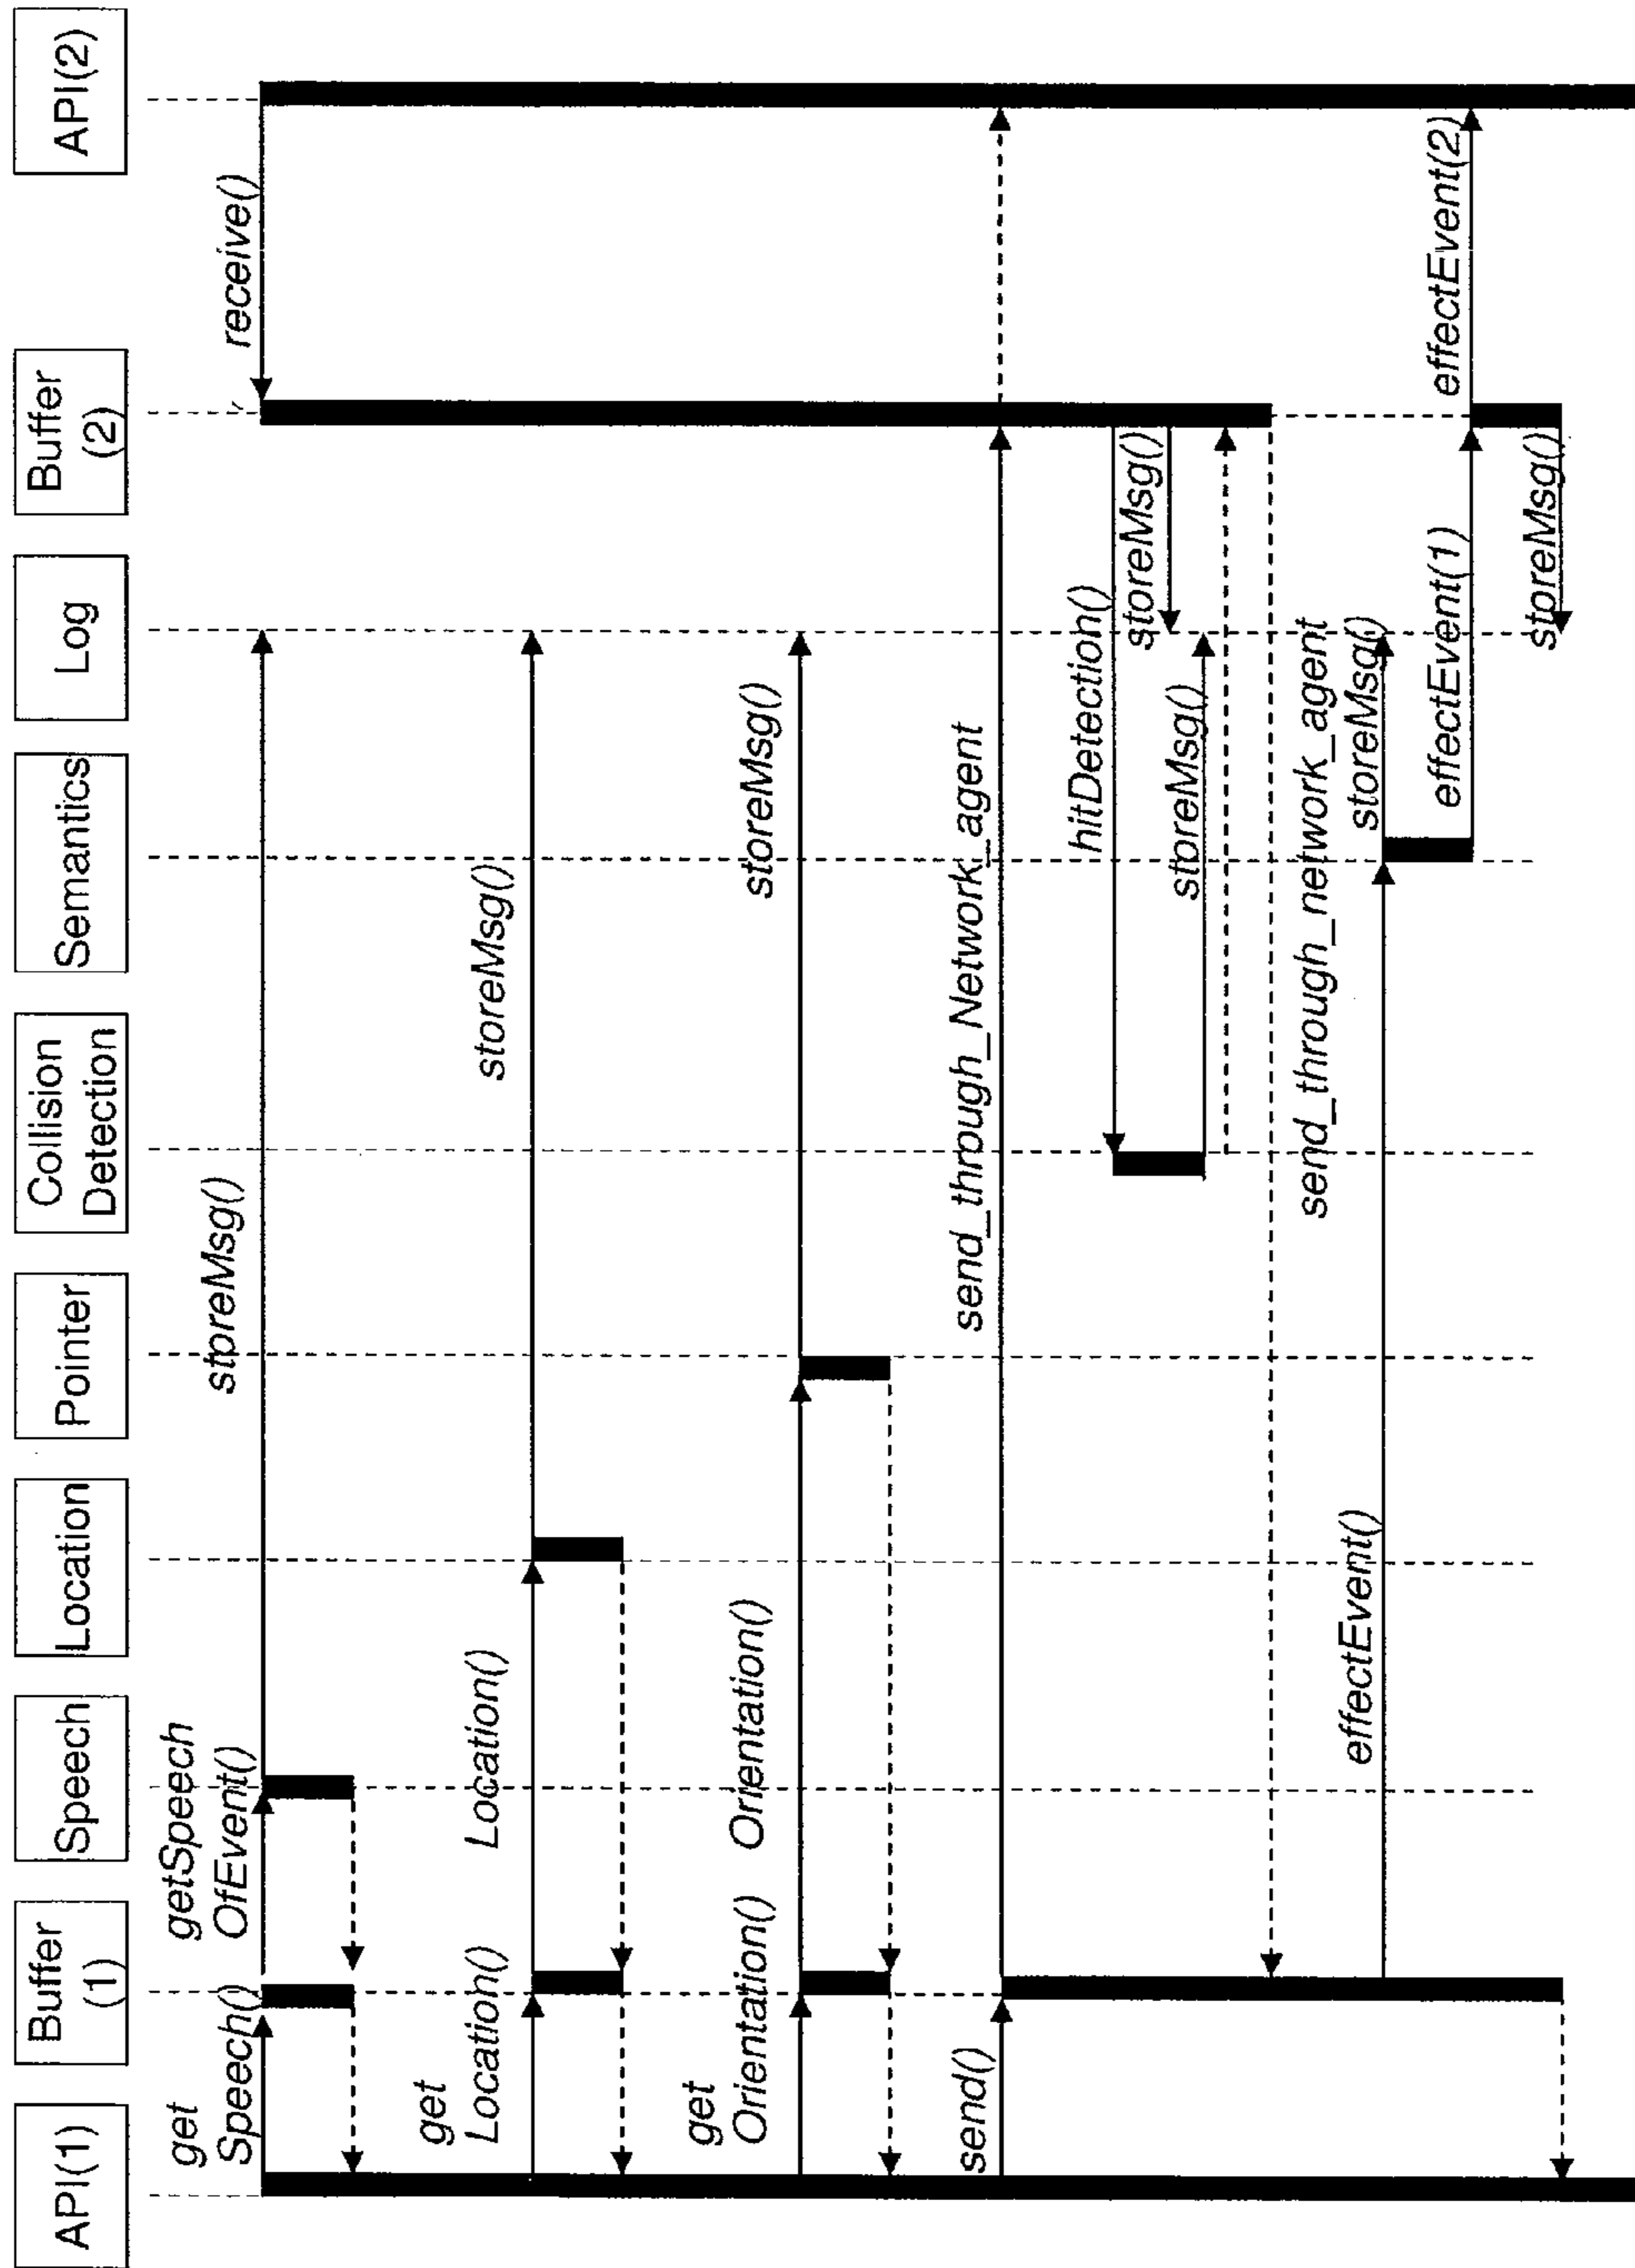 API(1)
Buffer
(1)
Speech
Location
Pointer
Collision
Detection
Semantics
Log
Buffer
(2)
API(2)
get
Speech()
getSpeech
OfEvent()
storeMsg()
receive()
get
Location()
Location()
storeMsg()
get
Orientation()
Orientation()
storeMsg()
send()
send_through_Network_agent
hitDetection()
storeMsg()
storeMsg()
send_through_network_agent
effectEvent()
storeMsg()
effectEvent(1)
effectEvent(2)
storeMsg()